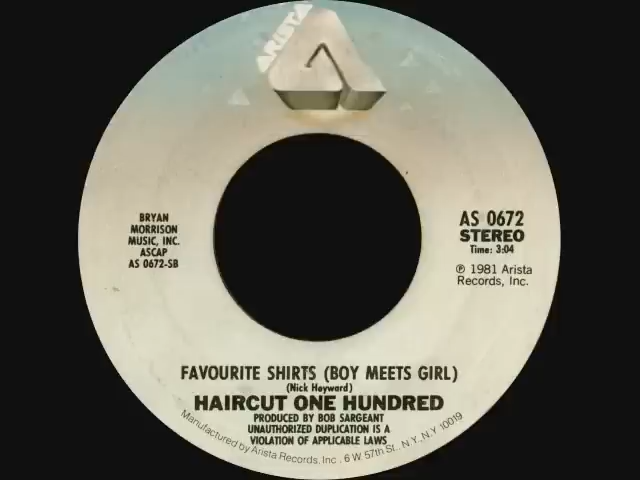 ARISTA
BRYAN
MORRISON
MUSIC, INC.
ASCAP
AS 0672-SB
AS 0672
STEREO
Time: 3:04
℗ 1981 Arista
Records, Inc.
FAVOURITE SHIRTS (BOY MEETS GIRL)
(Nick Heyward)
HAIRCUT ONE HUNDRED
PRODUCED BY BOB SARGEANT
UNAUTHORIZED DUPLICATION IS A
VIOLATION OF APPLICABLE LAWS
Manufactured by Arista Records, Inc. 6 W 57th St., N.Y., N.Y. 10019